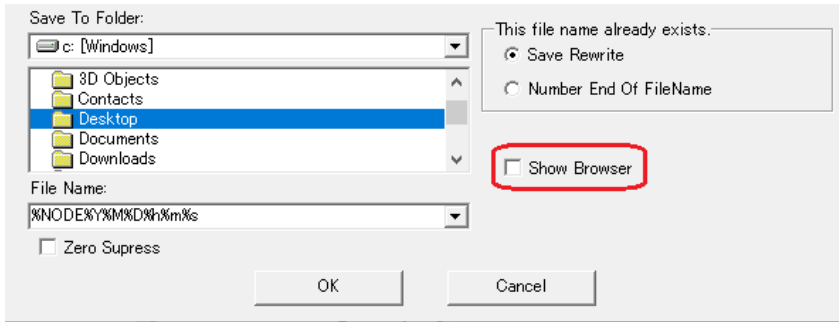 Save To Folder:
c: [Windows]
3D Objects
Contacts
Desktop
Documents
Downloads
File Name:
%NODE%Y%M%D%h%m%s
Zero Supress
This file name already exists.
Save Rewrite
Number End Of FileName
Show Browser
OK
Cancel